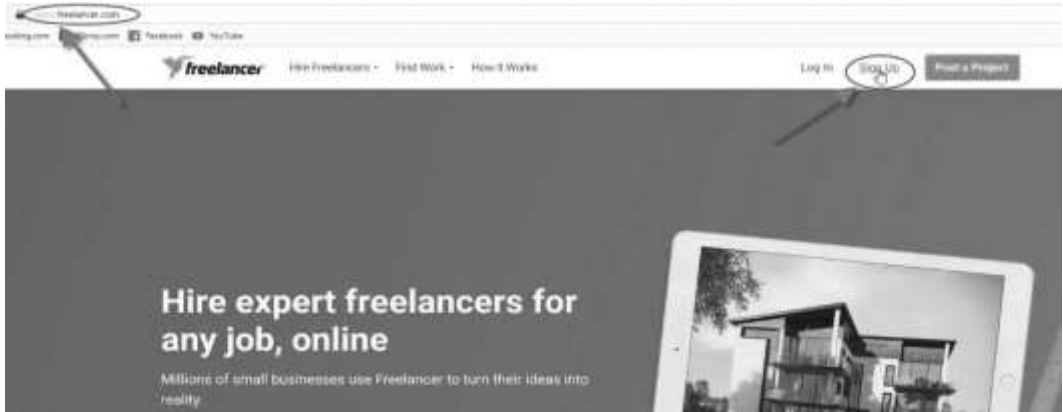 freelancer.com
Facebook YouTube
freelancer Hire Freelancers Find Work How It Works Log In Sign Up Post a Project
Hire expert freelancers for
any job, online
Millions of small businesses use Freelancer to turn their ideas into
reality